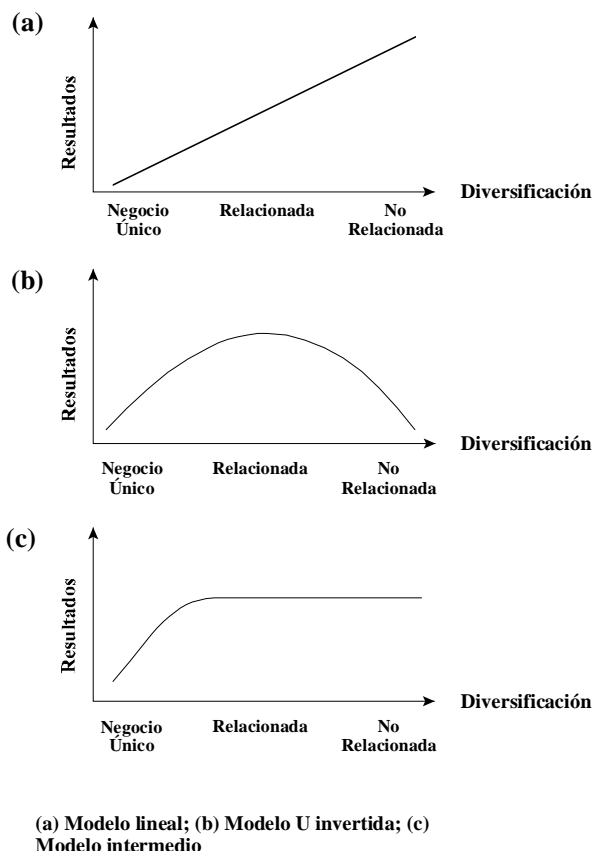 (a)
Resultados
Diversificación
Negocio
Único
Relacionada
No
Relacionada
(b)
Resultados
Diversificación
Negocio
Único
Relacionada
No
Relacionada
(c)
Resultados
Diversificación
Negocio
Único
Relacionada
No
Relacionada
(a) Modelo lineal; (b) Modelo U invertida; (c)
Modelo intermedio